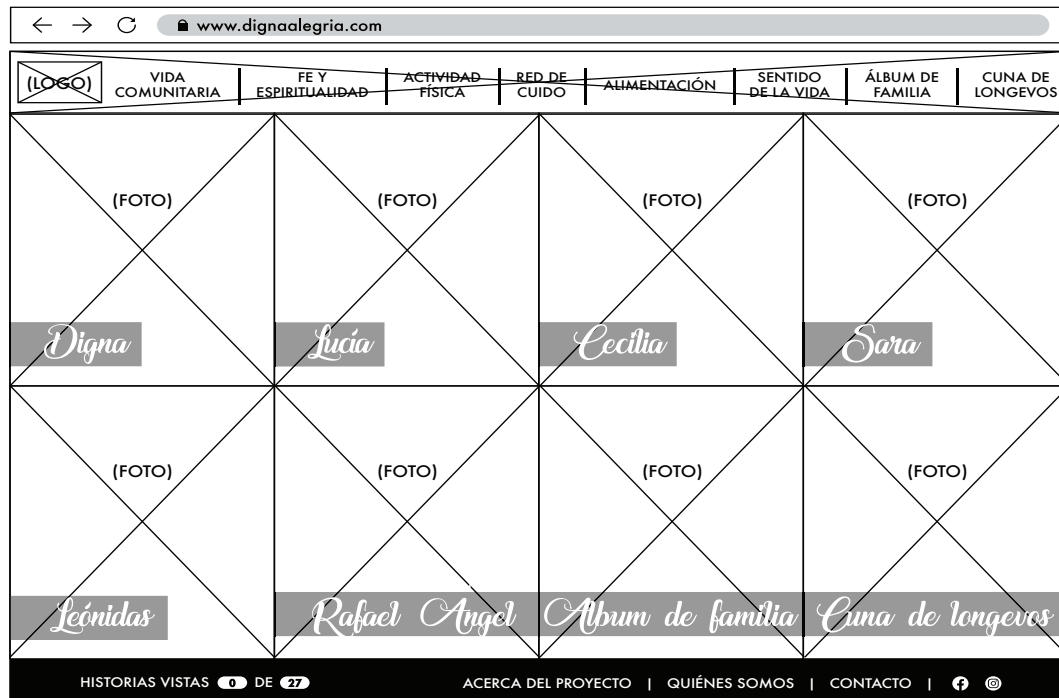 www.dignaalegria.com
(LOGO)
VIDA
COMUNITARIA
FE Y
ESPIRITUALIDAD
ACTIVIDAD
FÍSICA
RED DE
CUIDO
ALIMENTACIÓN
SENTIDO
DE LA VIDA
ÁLBUM DE
FAMILIA
CUNA DE
LONGEVOS
(FOTO)
(FOTO)
(FOTO)
(FOTO)
Digna
Lucía
Cecilia
Sara
(FOTO)
(FOTO)
(FOTO)
(FOTO)
Leónidas
Rafael Ángel
Álbum de familia
Cuna de longevos
HISTORIAS VISTAS 0 DE 27
ACERCA DEL PROYECTO | QUIÉNES SOMOS | CONTACTO |